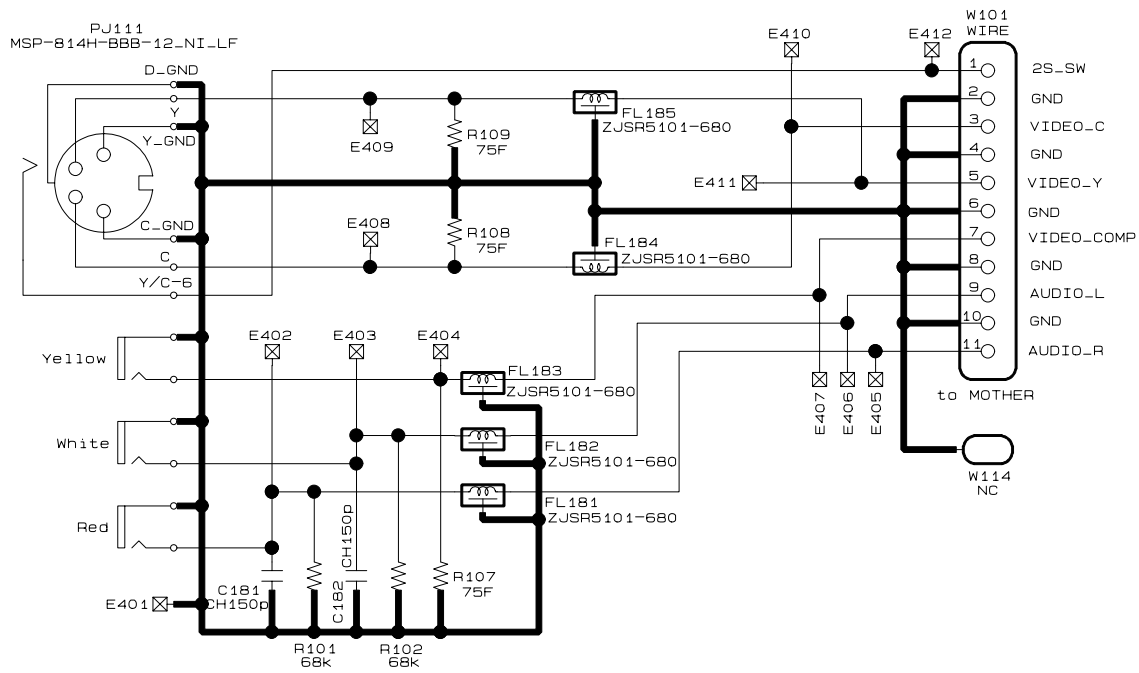 PJ111
MSP-814H-BBB-12_NI_LF
D_GND
Y
Y_GND
C_GND
C
Y/C-6
E409
E408
R109
75F
R108
75F
FL185
ZJSR5101-680
FL184
ZJSR5101-680
E410
E411
E412
W101
WIRE
1
2S_SW
2
GND
3
VIDEO_C
4
GND
5
VIDEO_Y
6
GND
7
VIDEO_COMP
8
GND
9
AUDIO_L
10
GND
11
AUDIO_R
to MOTHER
E407
E406
E405
W114
NC
Yellow
White
Red
E401
E402
E403
E404
FL183
ZJSR5101-680
FL182
ZJSR5101-680
FL181
ZJSR5101-680
C181
CH150p
R101
68k
C182
CH150p
R102
68k
R107
75F